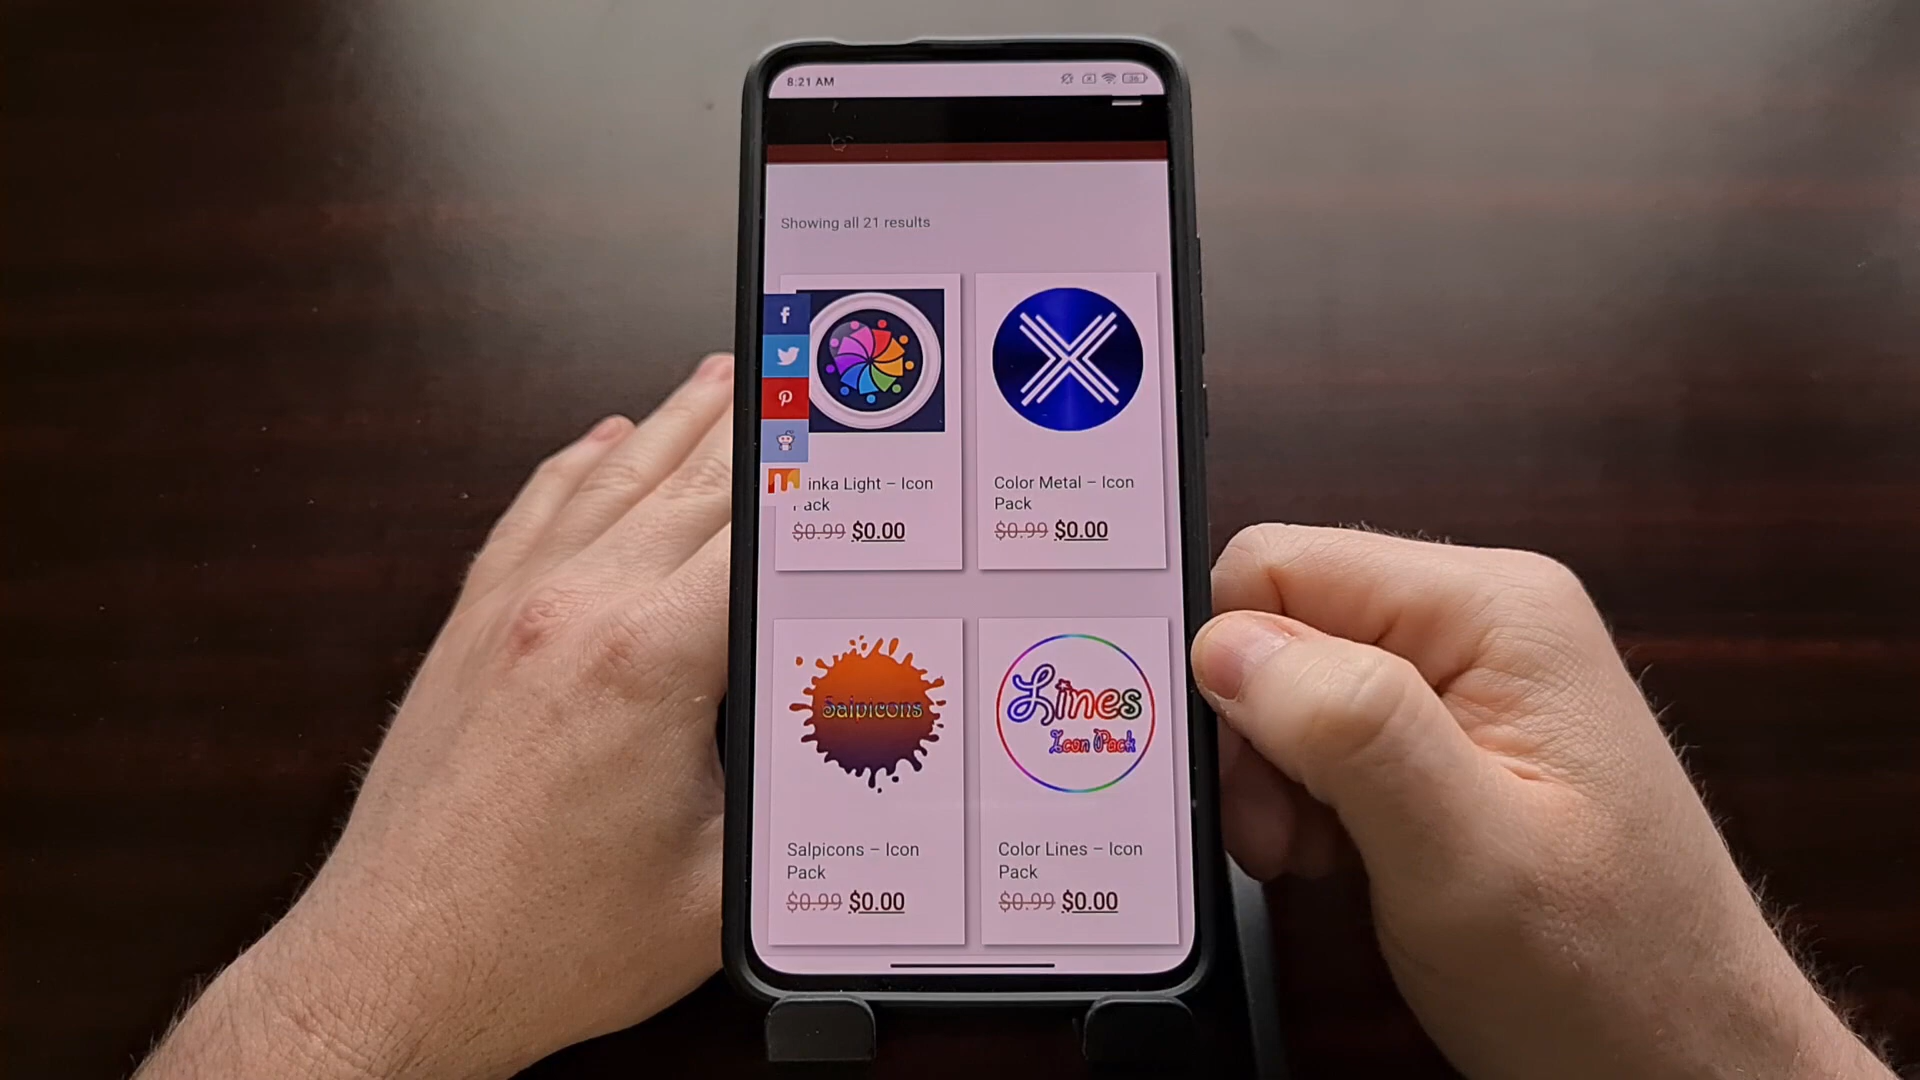 8:21 AM
36
Showing all 21 results
inka Light – Icon
ack
$0.99 $0.00
Color Metal – Icon
Pack
$0.99 $0.00
Salpicons
Salpicons – Icon
Pack
$0.99 $0.00
Lines
Icon Pack
Color Lines – Icon
Pack
$0.99 $0.00